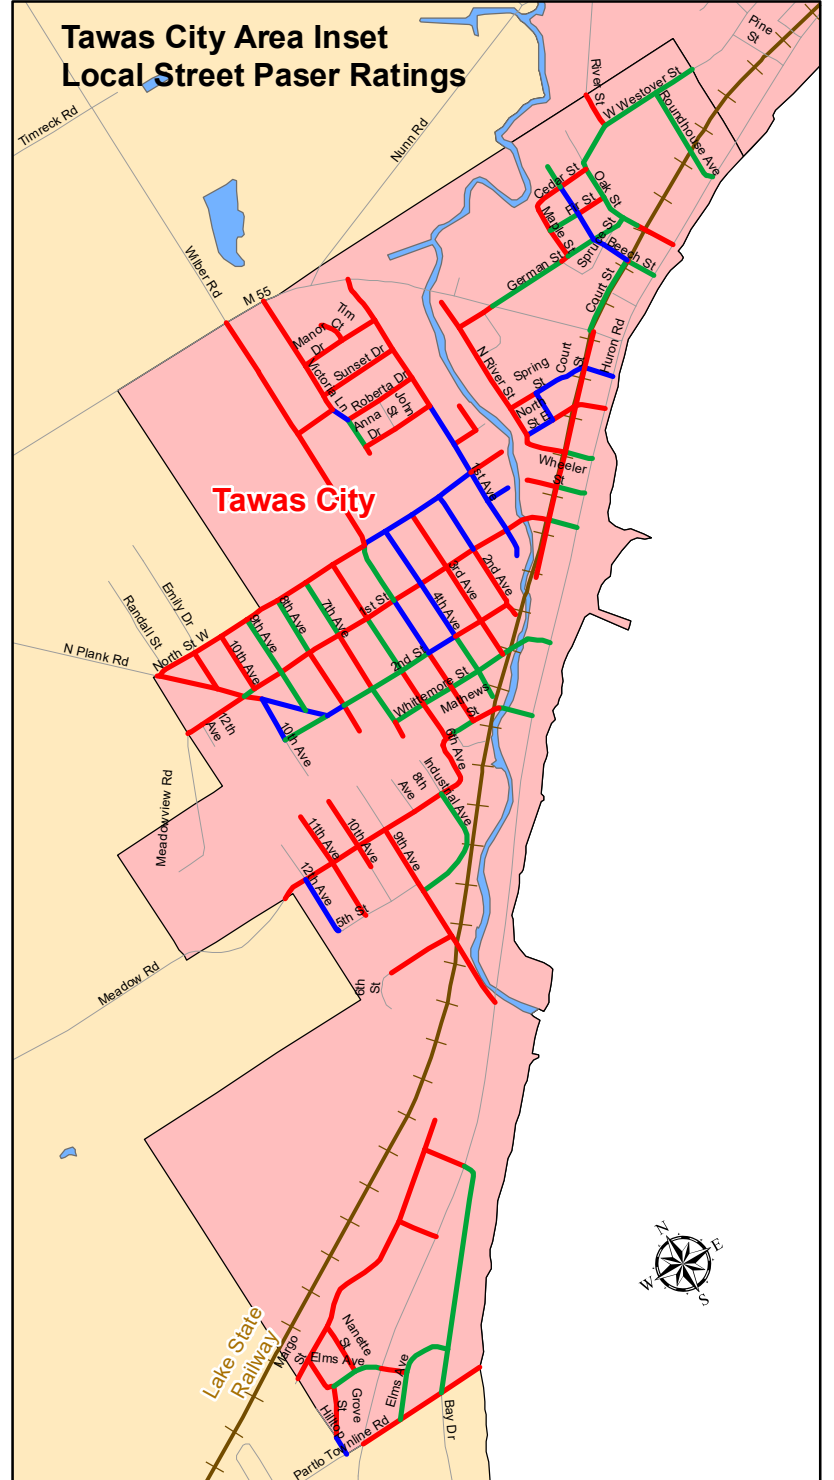 Tawas City Area Inset
Local Street Paser Ratings
Pine
St
River St
W Westover St
Roundhouse Ave
Timreck Rd
Nunn Rd
Cedar St
Oak St
Maple St
Spruce
St
Beech St
German St
Court St
Wilber Rd
M 55
Huron Rd
Tim
Ct
Manor
Dr
Sunset Dr
Victoria Ln
Roberta Dr
John
St
Anna
Dr
N River St
Spring
St
Court
St
North
St E
Wheeler
St
1st Ave
Tawas City
2nd Ave
3rd Ave
4th Ave
1st St
7th Ave
8th Ave
9th Ave
10th Ave
Emily Dr
Randall St
N Plank Rd
North St W
2nd St
Whittemore St
Mathews
St
12th
Ave
10th Ave
6th Ave
Industrial Ave
8th
Ave
Meadowview Rd
11th Ave
10th Ave
9th Ave
12th Ave
5th St
6th
St
Meadow Rd
N
E
W
S
Lake State
Railway
Margo
St
Nanette
St
Elms Ave
Elms Ave
Grove
St
Hilltop
Partlo Townline Rd
Bay Dr